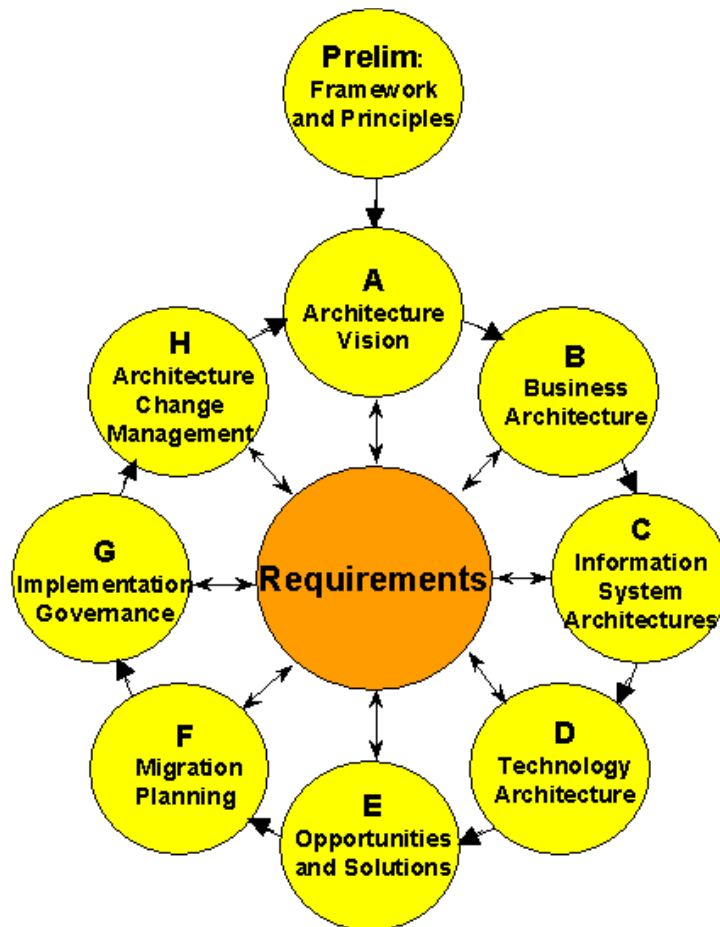 Prelim:
Framework
and Principles
A
Architecture
Vision
H
Architecture
Change
Management
B
Business
Architecture
G
Implementation
Governance
Requirements
C
Information
System
Architectures
F
Migration
Planning
D
Technology
Architecture
E
Opportunities
and Solutions